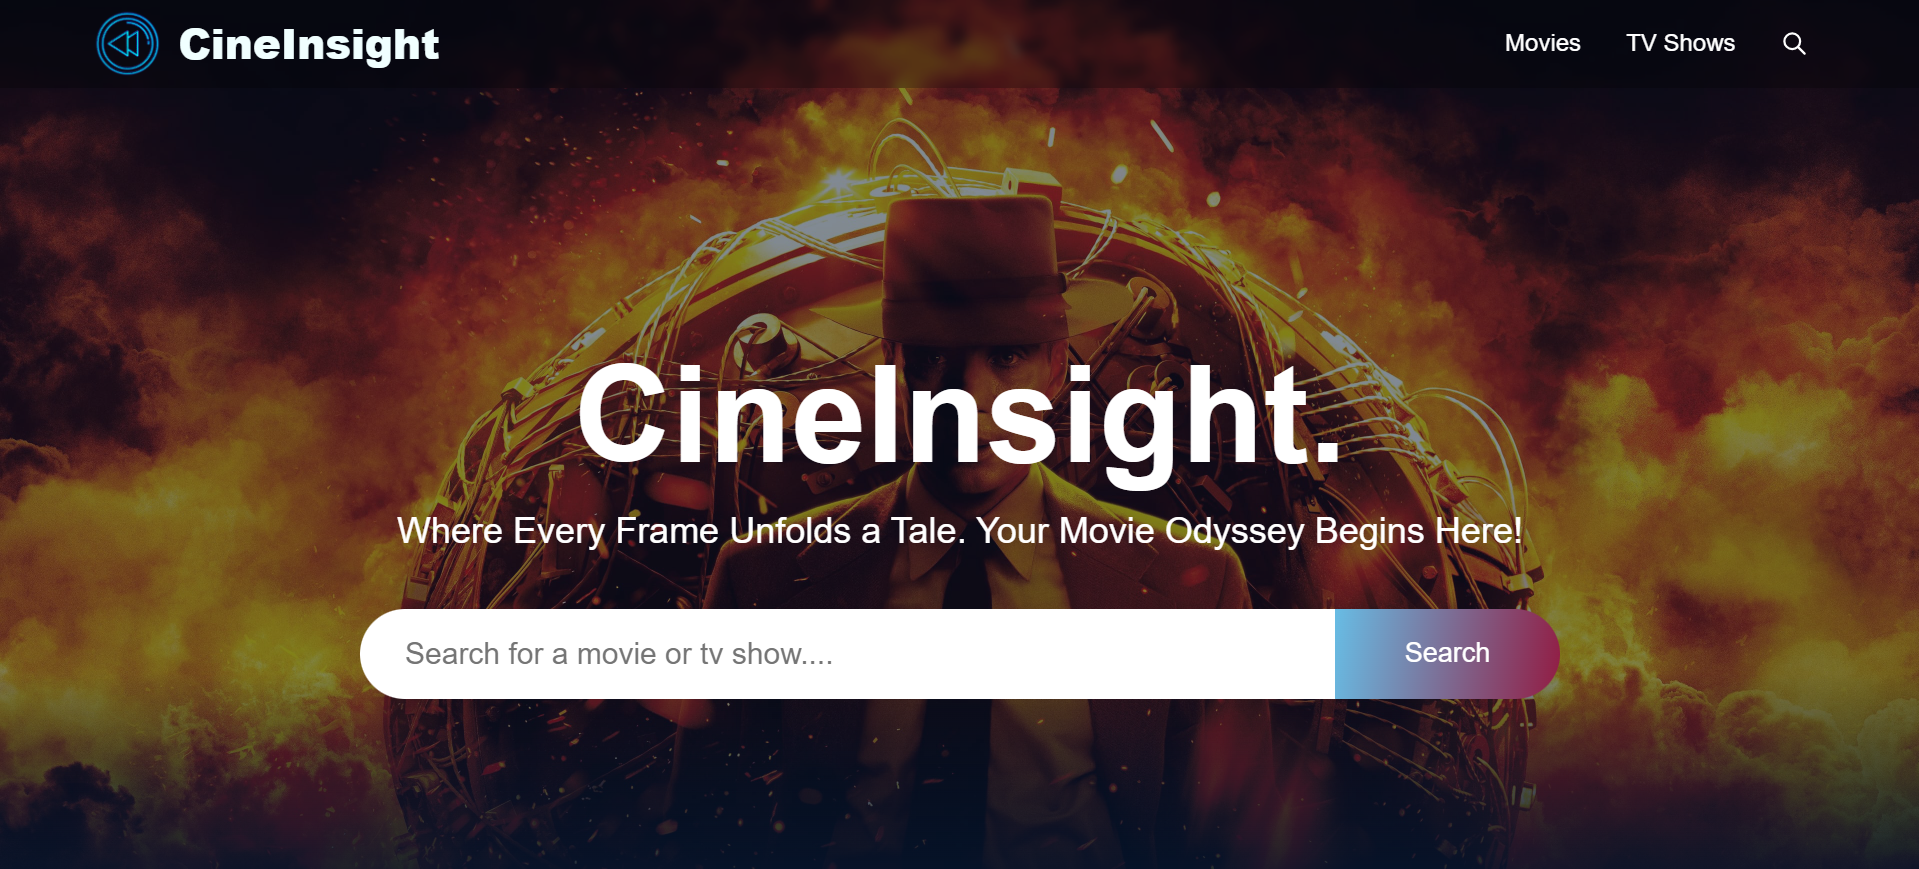 CineInsight
Movies
TV Shows
CineInsight.
Where Every Frame Unfolds a Tale. Your Movie Odyssey Begins Here!
Search for a movie or tv show....
Search